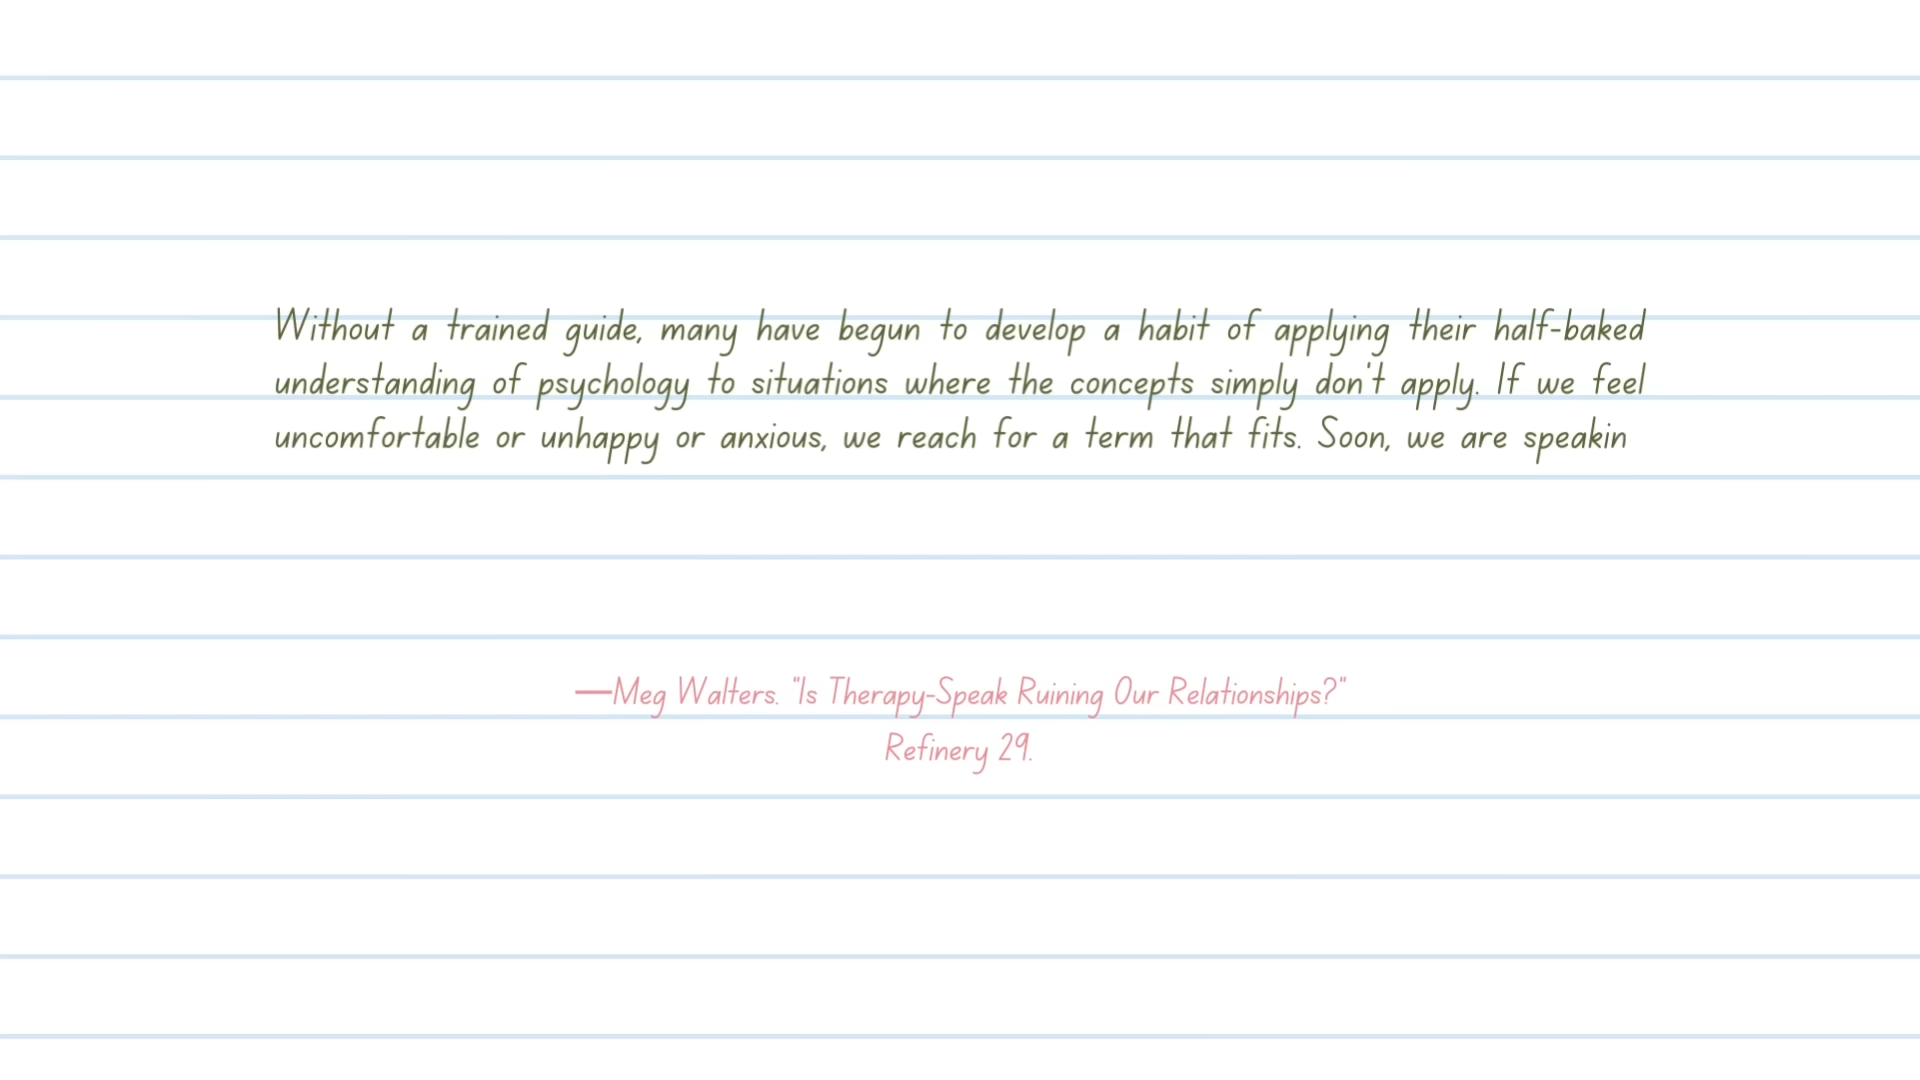 Without a trained guide, many have begun to develop a habit of applying their half-baked
understanding of psychology to situations where the concepts simply don't apply. If we feel
uncomfortable or unhappy or anxious, we reach for a term that fits. Soon, we are speakin
—Meg Walters. "Is Therapy-Speak Ruining Our Relationships?"
Refinery 29.